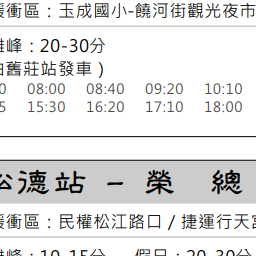 緩衝區：玉成國小-饒河街觀光夜市
離峰：20-30分
由舊莊站發車）
08:00 08:40 09:20 10:10
15:30 16:20 17:10 18:00
松德站 – 榮 總
緩衝區：民權松江路口 / 捷運行天宮
離峰：10-15分 假日：20-30分